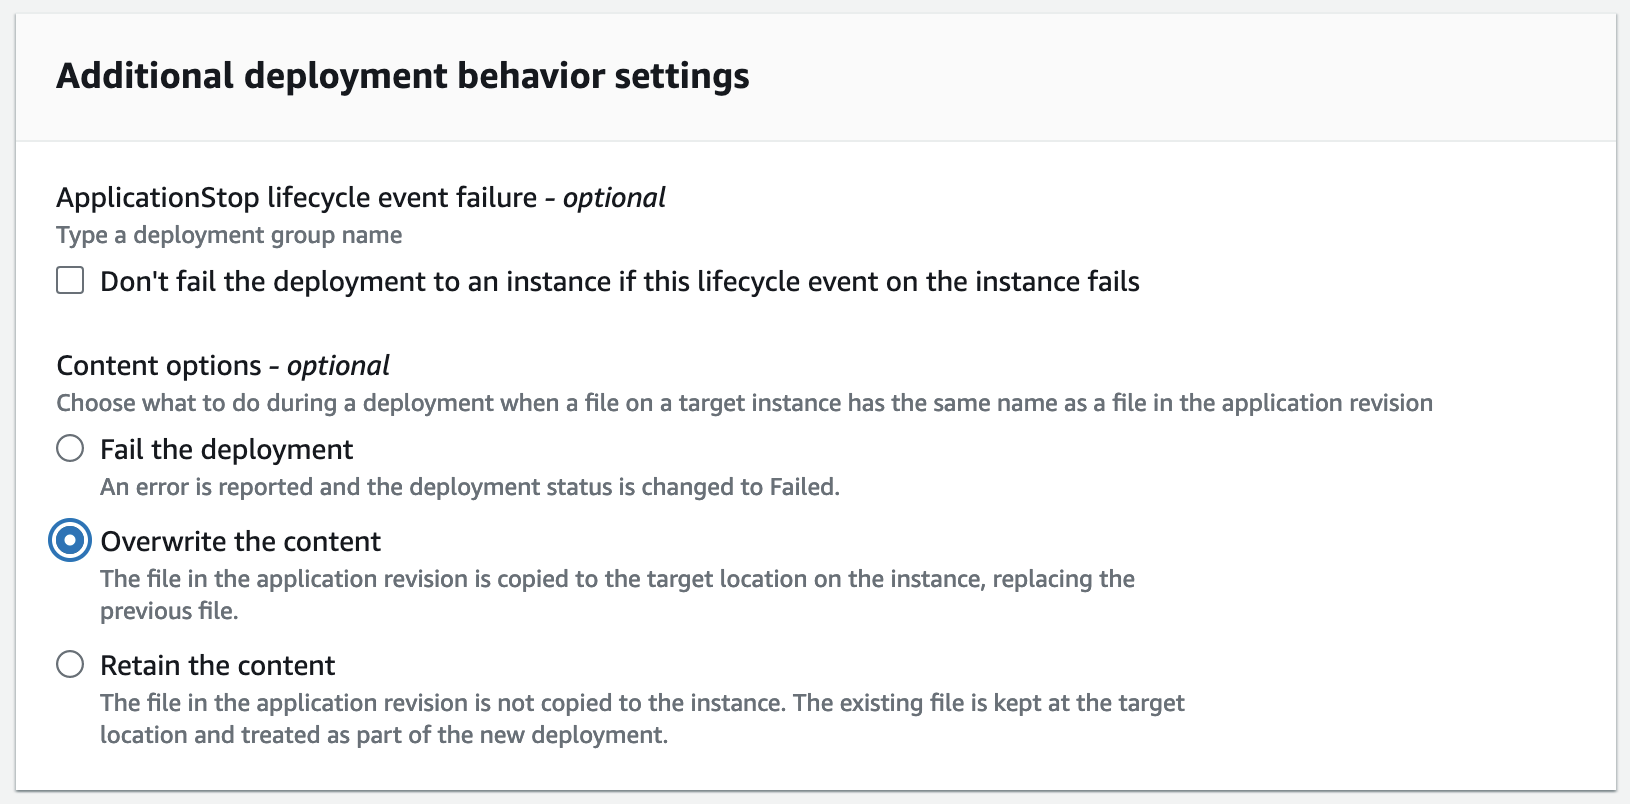 Additional deployment behavior settings
ApplicationStop lifecycle event failure - optional
Type a deployment group name
Don't fail the deployment to an instance if this lifecycle event on the instance fails
Content options - optional
Choose what to do during a deployment when a file on a target instance has the same name as a file in the application revision
Fail the deployment
An error is reported and the deployment status is changed to Failed.
Overwrite the content
The file in the application revision is copied to the target location on the instance, replacing the
previous file.
Retain the content
The file in the application revision is not copied to the instance. The existing file is kept at the target
location and treated as part of the new deployment.